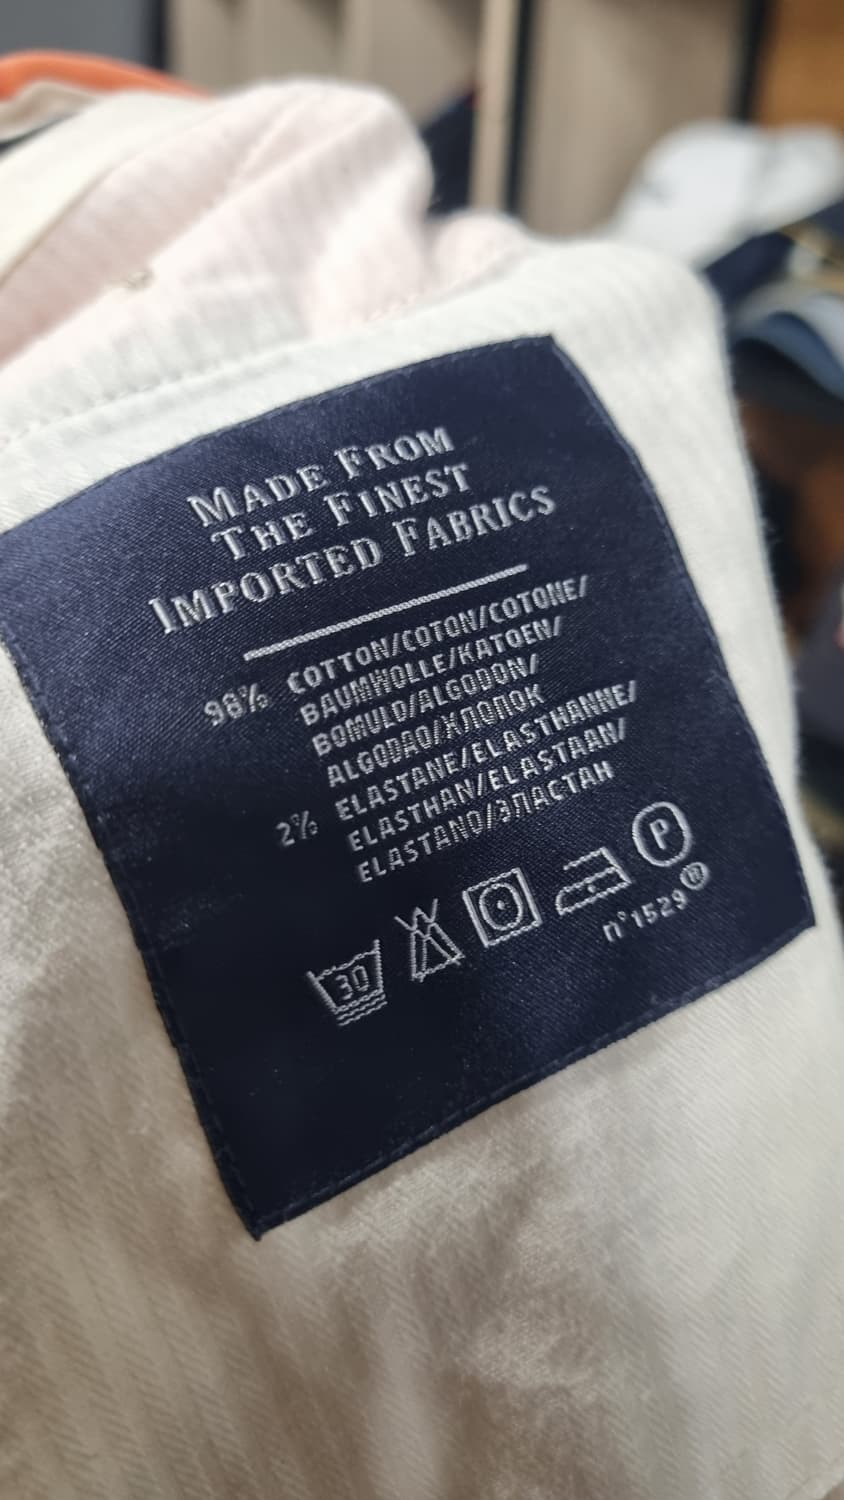 MADE FROM
THE FINEST
IMPORTED FABRICS
98% COTTON/COTON/COTONE/
BAUMWOLLE/KATOEN/
BOMULD/ALGODON/
ALGODAO/ХЛОПОК
2% ELASTANE/ELASTHANNE/
ELASTHAN/ELASTAAN/
ELASTANO/ЭЛАСТАН
30
P
n°1529®